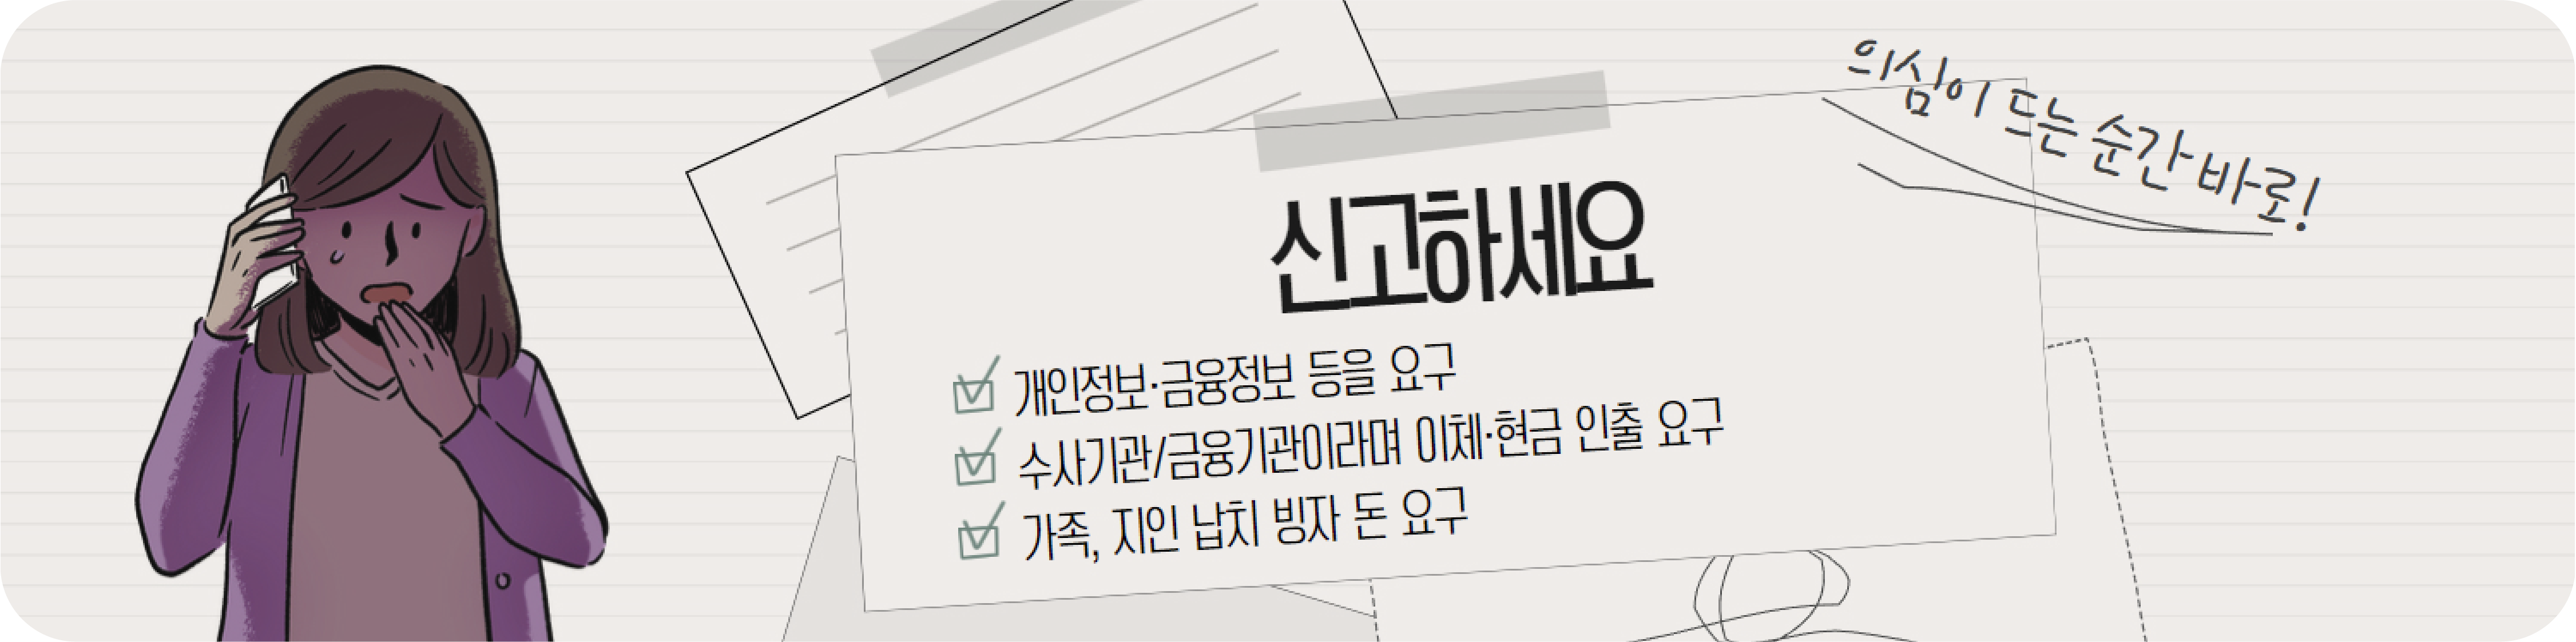 의심이 드는 순간 바로!
신고하세요
개인정보·금융정보 등을 요구
수사기관/금융기관이라며 이체·현금 인출 요구
가족, 지인 납치 빙자 돈 요구